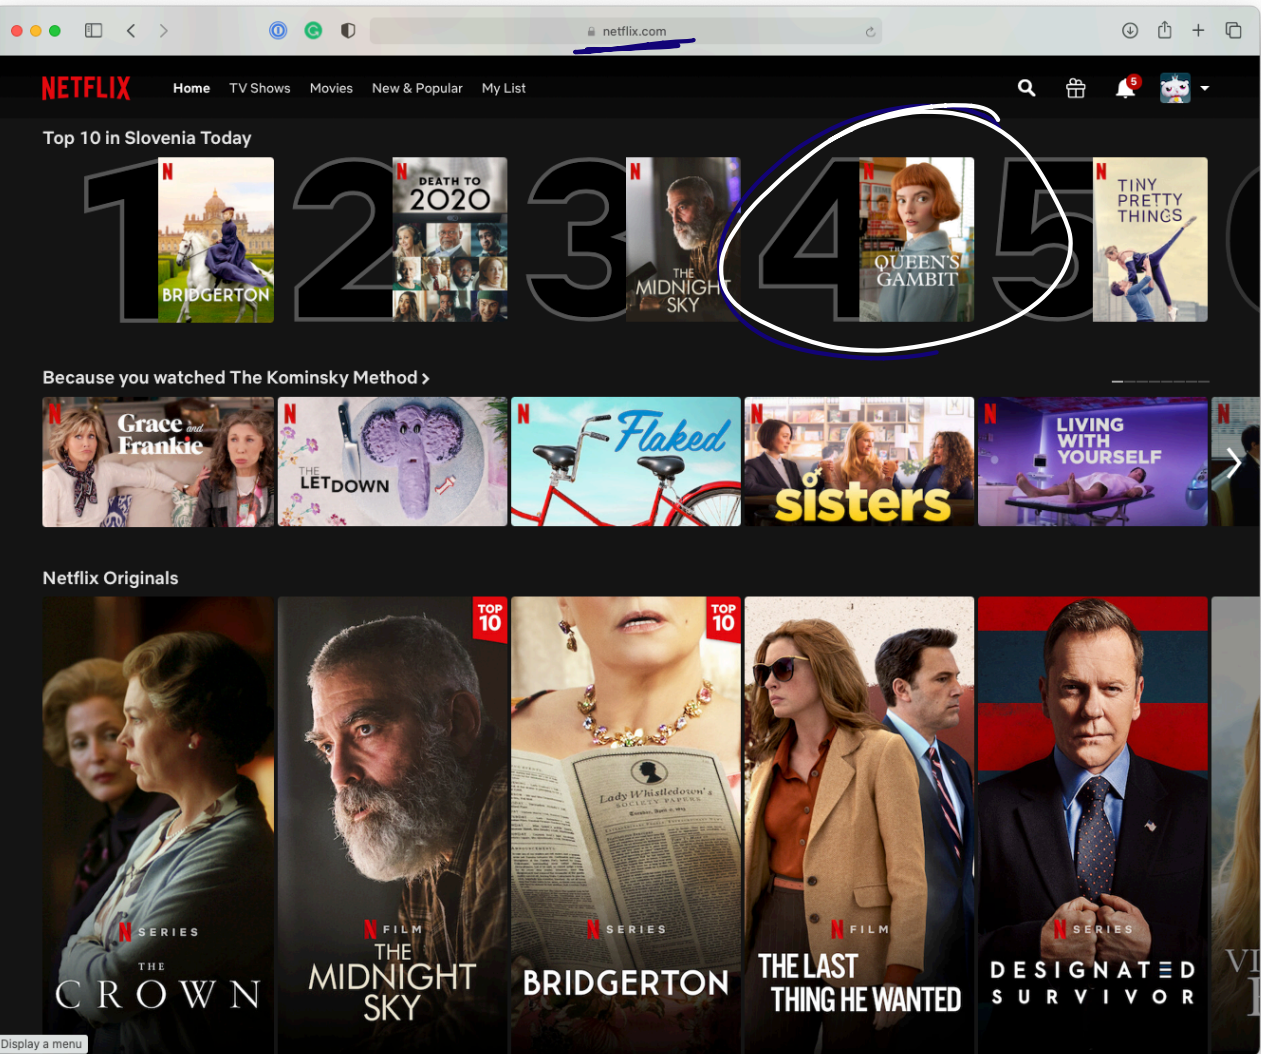 netflix.com
NETFLIX
Home TV Shows Movies New & Popular My List
5
Top 10 in Slovenia Today
1 2 3 4 5
N
BRIDGERTON
N
DEATH TO
2020
N
THE
MIDNIGHT
SKY
N
THE
QUEEN'S
GAMBIT
N
TINY
PRETTY
THINGS
Because you watched The Kominsky Method
N
Grace and
Frankie
N
THE
LETDOWN
N
Flaked
N
sisters
N
LIVING
WITH
YOURSELF
N
Netflix Originals
N SERIES
THE
CROWN
TOP
10
N FILM
THE
MIDNIGHT
SKY
TOP
10
Lady Whistledown's
SOCIETY PAPERS
N SERIES
BRIDGERTON
N FILM
THE LAST
THING HE WANTED
N SERIES
DESIGNATED
SURVIVOR
VI
Display a menu